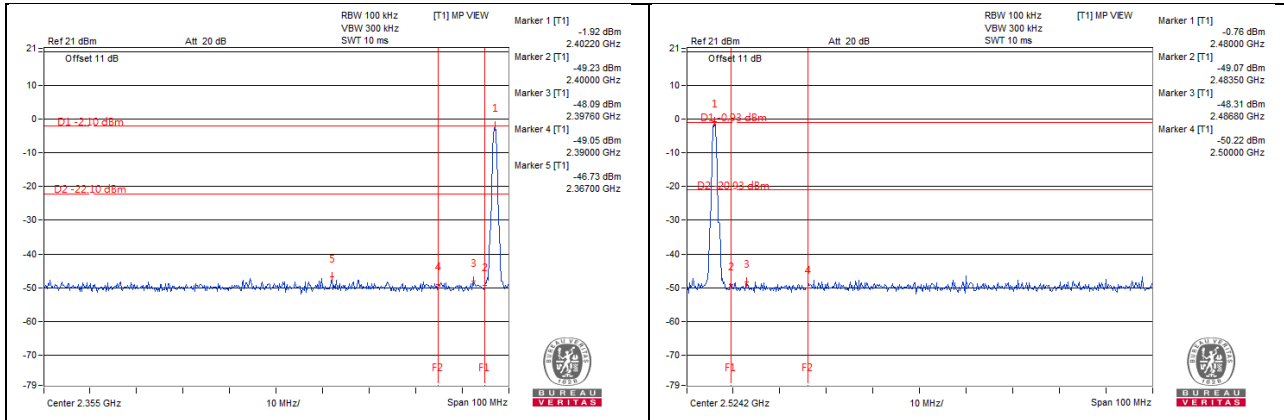 RBW 100 kHz [T1] MP VIEW
VBW 300 kHz
Ref 21 dBm Att 20 dB SWT 10 ms
Offset 11 dB
21
10
0
-10
-20
-30
-40
-50
-60
-70
-79
D1 -2.10 dBm
D2 -22.10 dBm
1
5
4
3
2
F2
F1
Center 2.355 GHz 10 MHz/ Span 100 MHz
Marker 1 [T1]
-1.92 dBm
2.40220 GHz
Marker 2 [T1]
-49.23 dBm
2.40000 GHz
Marker 3 [T1]
-48.09 dBm
2.39760 GHz
Marker 4 [T1]
-49.05 dBm
2.39000 GHz
Marker 5 [T1]
-46.73 dBm
2.36700 GHz
BUREAU VERITAS
1828
BUREAU
VERITAS
RBW 100 kHz [T1] MP VIEW
VBW 300 kHz
Ref 21 dBm Att 20 dB SWT 10 ms
Offset 11 dB
21
10
0
-10
-20
-30
-40
-50
-60
-70
-79
1
D1 -0.93 dBm
D2 -20.93 dBm
2
3
4
F1
F2
Center 2.5242 GHz 10 MHz/ Span 100 MHz
Marker 1 [T1]
-0.76 dBm
2.48000 GHz
Marker 2 [T1]
-49.07 dBm
2.48350 GHz
Marker 3 [T1]
-48.31 dBm
2.48680 GHz
Marker 4 [T1]
-50.22 dBm
2.50000 GHz
BUREAU VERITAS
1828
BUREAU
VERITAS